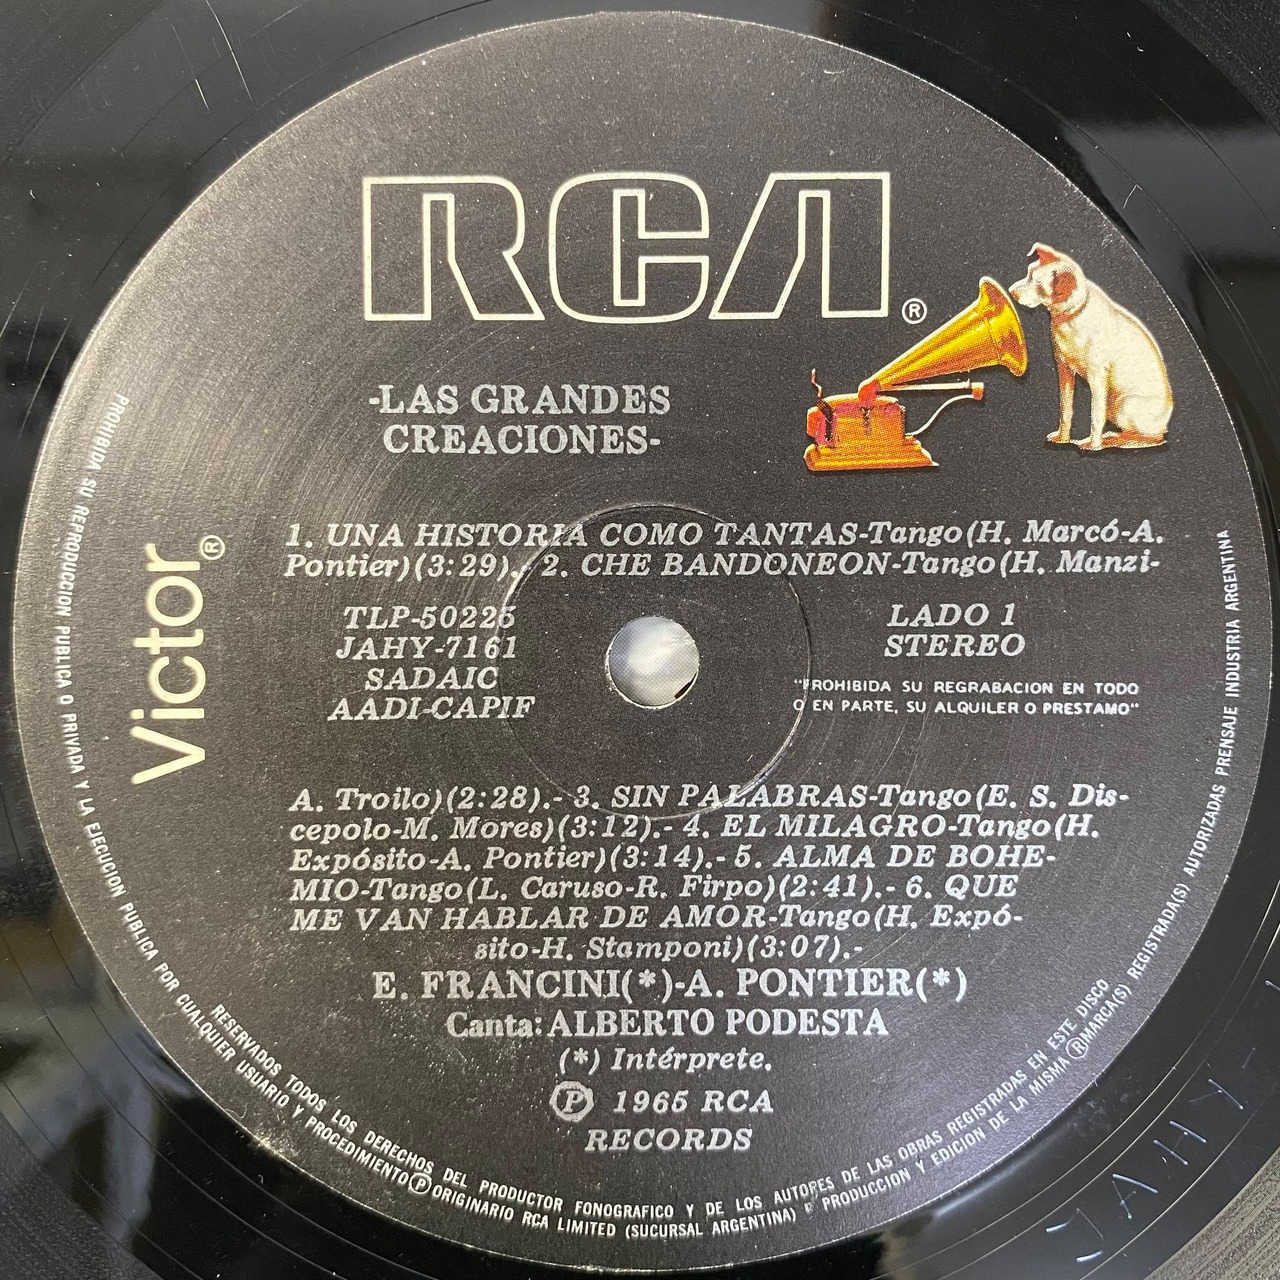 RCA®
-LAS GRANDES
CREACIONES-
Victor®
1. UNA HISTORIA COMO TANTAS-Tango(H. Marcó-A.
Pontier)(3:29).- 2. CHE BANDONEON-Tango(H. Manzi-
TLP-50225
JAHY-7161
SADAIC
AADI-CAPIF
LADO 1
STEREO
"PROHIBIDA SU REGRABACION EN TODO
O EN PARTE, SU ALQUILER O PRESTAMO"
A. Troilo)(2:28).- 3. SIN PALABRAS-Tango(E. S. Dis-
cepolo-M. Mores)(3:12).- 4. EL MILAGRO-Tango(H.
Expósito-A. Pontier)(3:14).- 5. ALMA DE BOHE-
MIO-Tango(L. Caruso-R. Firpo)(2:41).- 6. QUE
ME VAN HABLAR DE AMOR-Tango(H. Expó-
sito-H. Stamponi)(3:07).-
E. FRANCINI(*)-A. PONTIER(*)
Canta: ALBERTO PODESTA
(*) Intérprete.
Ⓟ 1965 RCA
RECORDS
PROHIBIDA SU REPRODUCCION PUBLICA O PRIVADA Y LA EJECUCION PUBLICA POR CUALQUIER USUARIO Y PROCEDIMIENTO Ⓟ ORIGINARIO RCA LIMITED (SUCURSAL ARGENTINA) PRODUCCION Y EDICION DE LA MISMA ® MARCA(S) REGISTRADA(S) AUTORIZADAS PRENSAJE INDUSTRIA ARGENTINA
RESERVADOS TODOS LOS DERECHOS DEL PRODUCTOR FONOGRAFICO Y DE LOS AUTORES DE LAS OBRAS REGISTRADAS EN ESTE DISCO